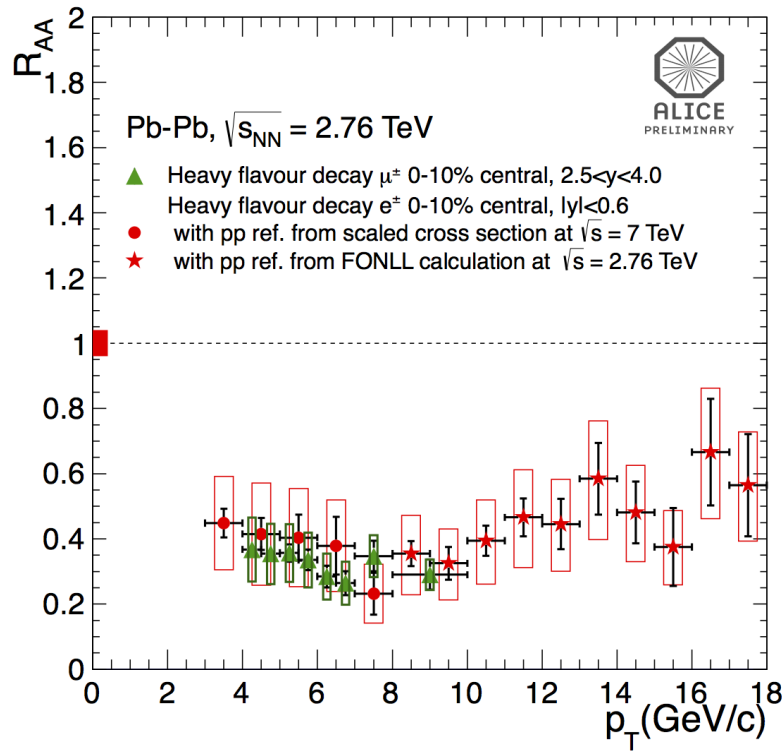 R_AA
2
1.8
1.6
1.4
1.2
1
0.8
0.6
0.4
0.2
0
ALICE
PRELIMINARY
Pb-Pb, √s_NN = 2.76 TeV
Heavy flavour decay μ± 0-10% central, 2.5<y<4.0
Heavy flavour decay e± 0-10% central, |y|<0.6
with pp ref. from scaled cross section at √s = 7 TeV
with pp ref. from FONLL calculation at √s = 2.76 TeV
0 2 4 6 8 10 12 14 16 18
p_T (GeV/c)